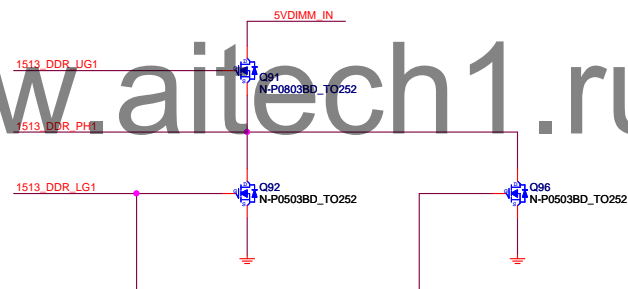 5VDIMM_IN
1513_DDR_UG1
Q91
N-P0803BD_TO252
w.aitech1.ru
1513_DDR_PH1
1513_DDR_LG1
Q92
N-P0503BD_TO252
Q96
N-P0503BD_TO252